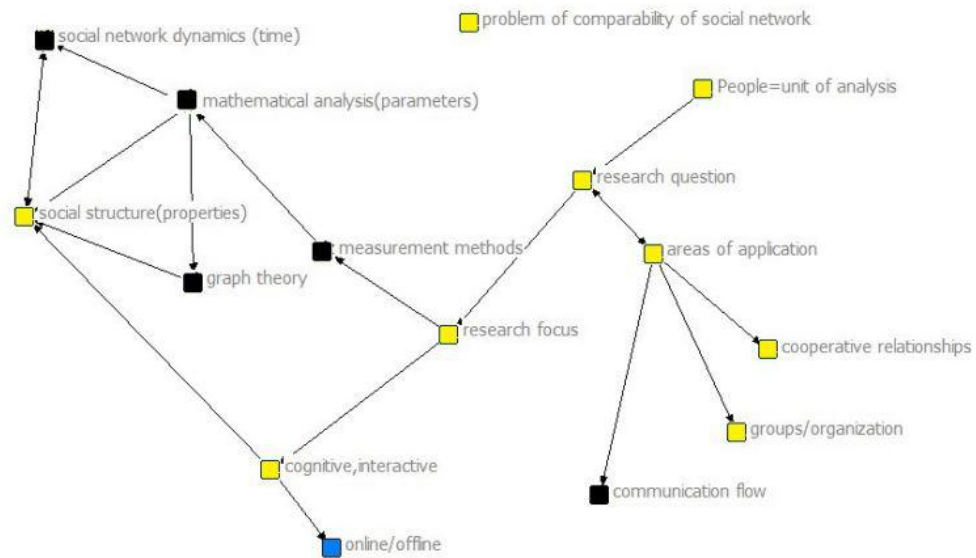 problem of comparability of social network
social network dynamics (time)
People=unit of analysis
mathematical analysis(parameters)
research question
social structure(properties)
measurement methods
areas of application
graph theory
research focus
cooperative relationships
groups/organization
cognitive,interactive
communication flow
online/offline